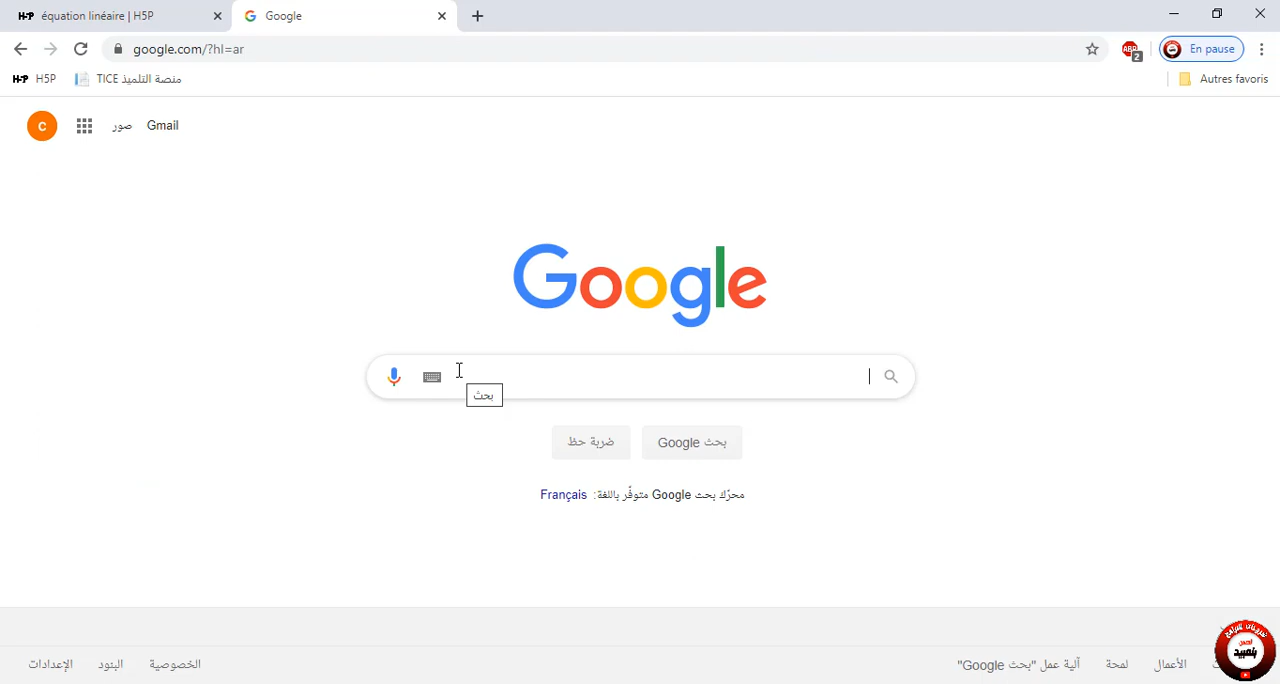 H-P équation linéaire | H5P
Google
google.com/?hl=ar
ABP
2
En pause
H-P H5P
منصة التلميذ TICE
Autres favoris
C
صور
Gmail
Google
بحث
بحث Google
ضربة حظ
محرّك بحث Google متوفّر باللغة: Français
لمحة
الأعمال
آلية عمل "بحث Google"
الخصوصية
البنود
الإعدادات